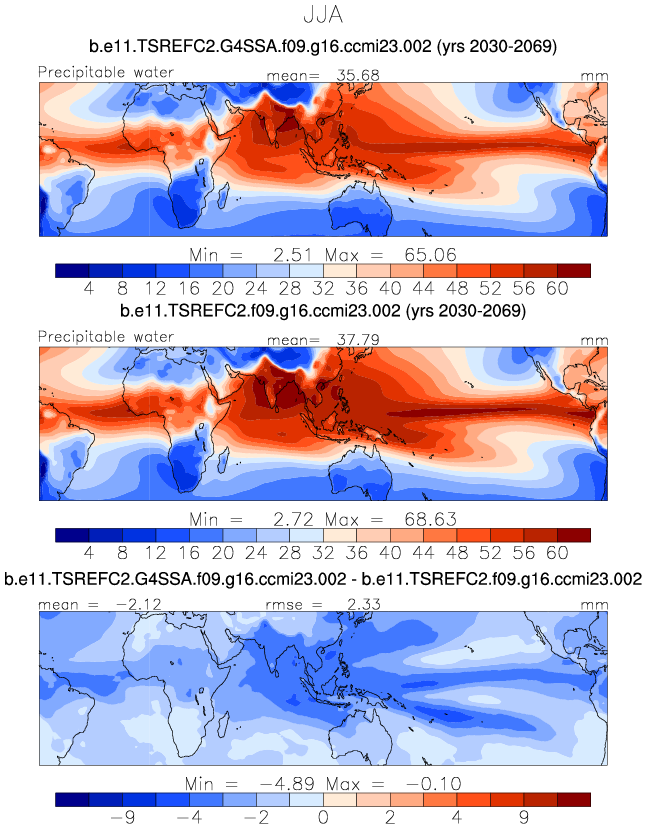 JJA
b.e11.TSREFC2.G4SSA.f09.g16.ccmi23.002 (yrs 2030-2069)
Precipitable water mean= 35.68 mm
Min = 2.51 Max = 65.06
4 8 12 16 20 24 28 32 36 40 44 48 52 56 60
b.e11.TSREFC2.f09.g16.ccmi23.002 (yrs 2030-2069)
Precipitable water mean= 37.79 mm
Min = 2.72 Max = 68.63
4 8 12 16 20 24 28 32 36 40 44 48 52 56 60
b.e11.TSREFC2.G4SSA.f09.g16.ccmi23.002 - b.e11.TSREFC2.f09.g16.ccmi23.002
mean = -2.12 rmse = 2.33 mm
Min = -4.89 Max = -0.10
-9 -4 -2 0 2 4 9